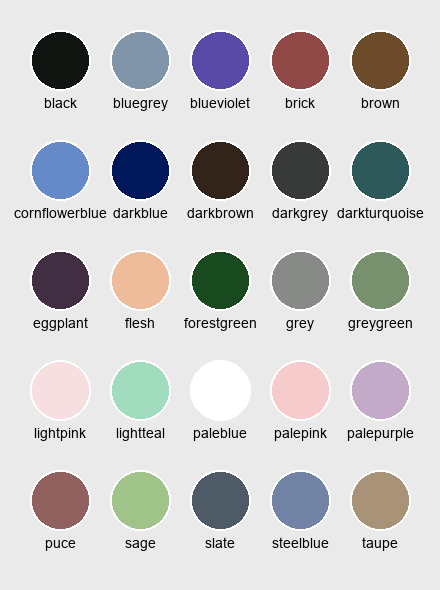 black bluegrey blueviolet brick brown
cornflowerblue darkblue darkbrown darkgrey darkturquoise
eggplant flesh forestgreen grey greygreen
lightpink lightteal paleblue palepink palepurple
puce sage slate steelblue taupe